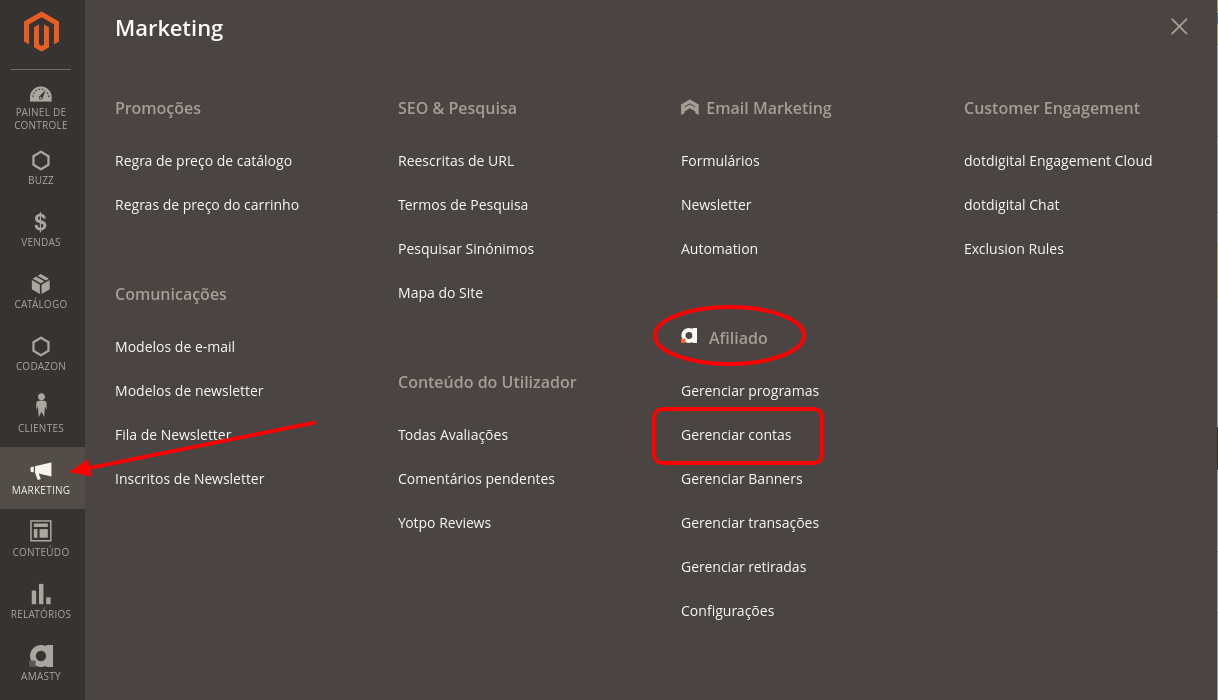 Marketing
PAINEL DE
CONTROLE
BUZZ
VENDAS
CATÁLOGO
CODAZON
CLIENTES
MARKETING
CONTEÚDO
RELATÓRIOS
AMASTY
Promoções
Regra de preço de catálogo
Regras de preço do carrinho
Comunicações
Modelos de e-mail
Modelos de newsletter
Fila de Newsletter
Inscritos de Newsletter
SEO & Pesquisa
Reescritas de URL
Termos de Pesquisa
Pesquisar Sinónimos
Mapa do Site
Conteúdo do Utilizador
Todas Avaliações
Comentários pendentes
Yotpo Reviews
Email Marketing
Formulários
Newsletter
Automation
Afiliado
Gerenciar programas
Gerenciar contas
Gerenciar Banners
Gerenciar transações
Gerenciar retiradas
Configurações
Customer Engagement
dotdigital Engagement Cloud
dotdigital Chat
Exclusion Rules